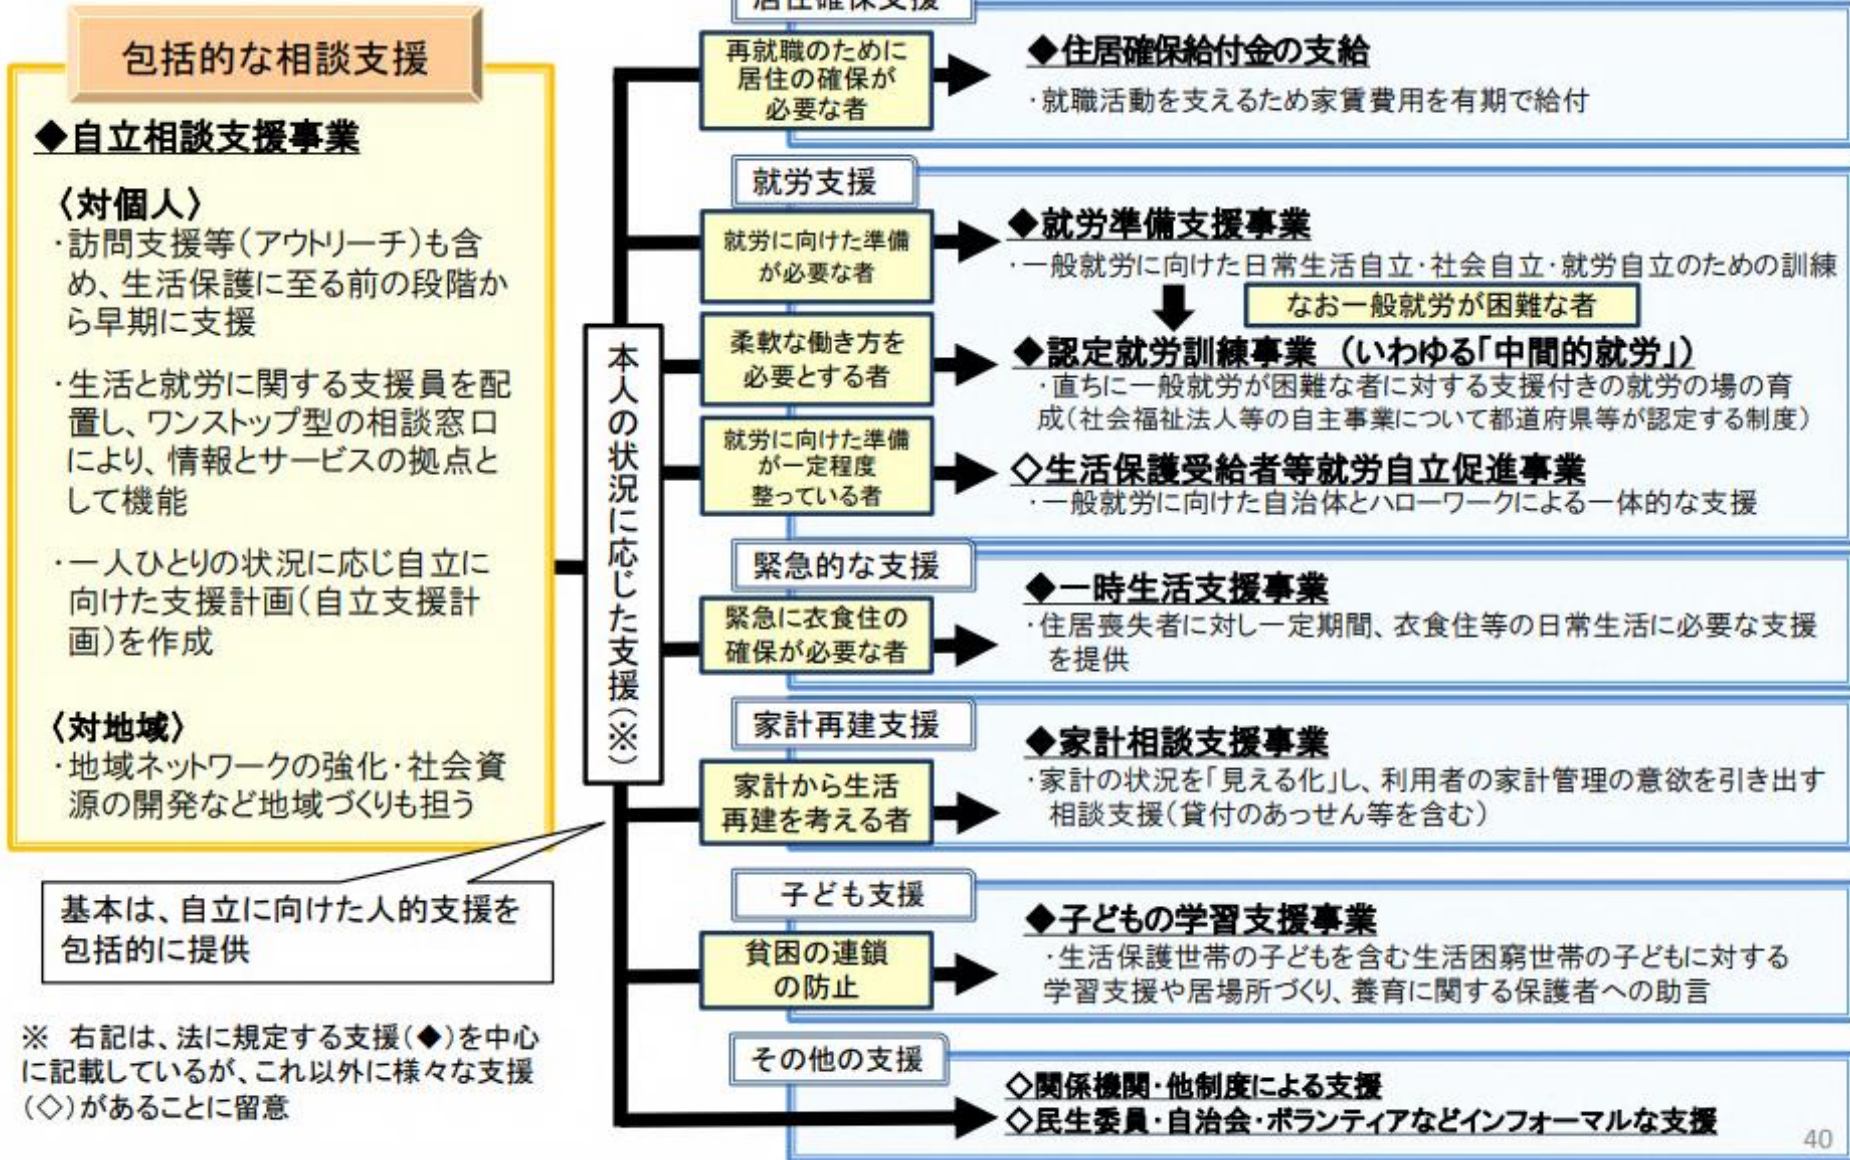 包括的な相談支援
◆自立相談支援事業
〈対個人〉
・訪問支援等(アウトリーチ)も含
め、生活保護に至る前の段階か
ら早期に支援
・生活と就労に関する支援員を配
置し、ワンストップ型の相談窓口
により、情報とサービスの拠点と
して機能
・一人ひとりの状況に応じ自立に
向けた支援計画(自立支援計
画)を作成
〈対地域〉
・地域ネットワークの強化・社会資
源の開発など地域づくりも担う
基本は、自立に向けた人的支援を
包括的に提供
※ 右記は、法に規定する支援(◆)を中心
に記載しているが、これ以外に様々な支援
(◇)があることに留意
本人の状況に応じた支援(※)
居住確保支援
再就職のために
居住の確保が
必要な者
◆住居確保給付金の支給
・就職活動を支えるため家賃費用を有期で給付
就労支援
就労に向けた準備
が必要な者
◆就労準備支援事業
・一般就労に向けた日常生活自立・社会自立・就労自立のための訓練
なお一般就労が困難な者
柔軟な働き方を
必要とする者
◆認定就労訓練事業 (いわゆる「中間的就労」)
・直ちに一般就労が困難な者に対する支援付きの就労の場の育
成(社会福祉法人等の自主事業について都道府県等が認定する制度)
就労に向けた準備
が一定程度
整っている者
◇生活保護受給者等就労自立促進事業
・一般就労に向けた自治体とハローワークによる一体的な支援
緊急的な支援
緊急に衣食住の
確保が必要な者
◆一時生活支援事業
・住居喪失者に対し一定期間、衣食住等の日常生活に必要な支援
を提供
家計再建支援
家計から生活
再建を考える者
◆家計相談支援事業
・家計の状況を「見える化」し、利用者の家計管理の意欲を引き出す
相談支援(貸付のあっせん等を含む)
子ども支援
貧困の連鎖
の防止
◆子どもの学習支援事業
・生活保護世帯の子どもを含む生活困窮世帯の子どもに対する
学習支援や居場所づくり、養育に関する保護者への助言
その他の支援
◇関係機関・他制度による支援
◇民生委員・自治会・ボランティアなどインフォーマルな支援
40